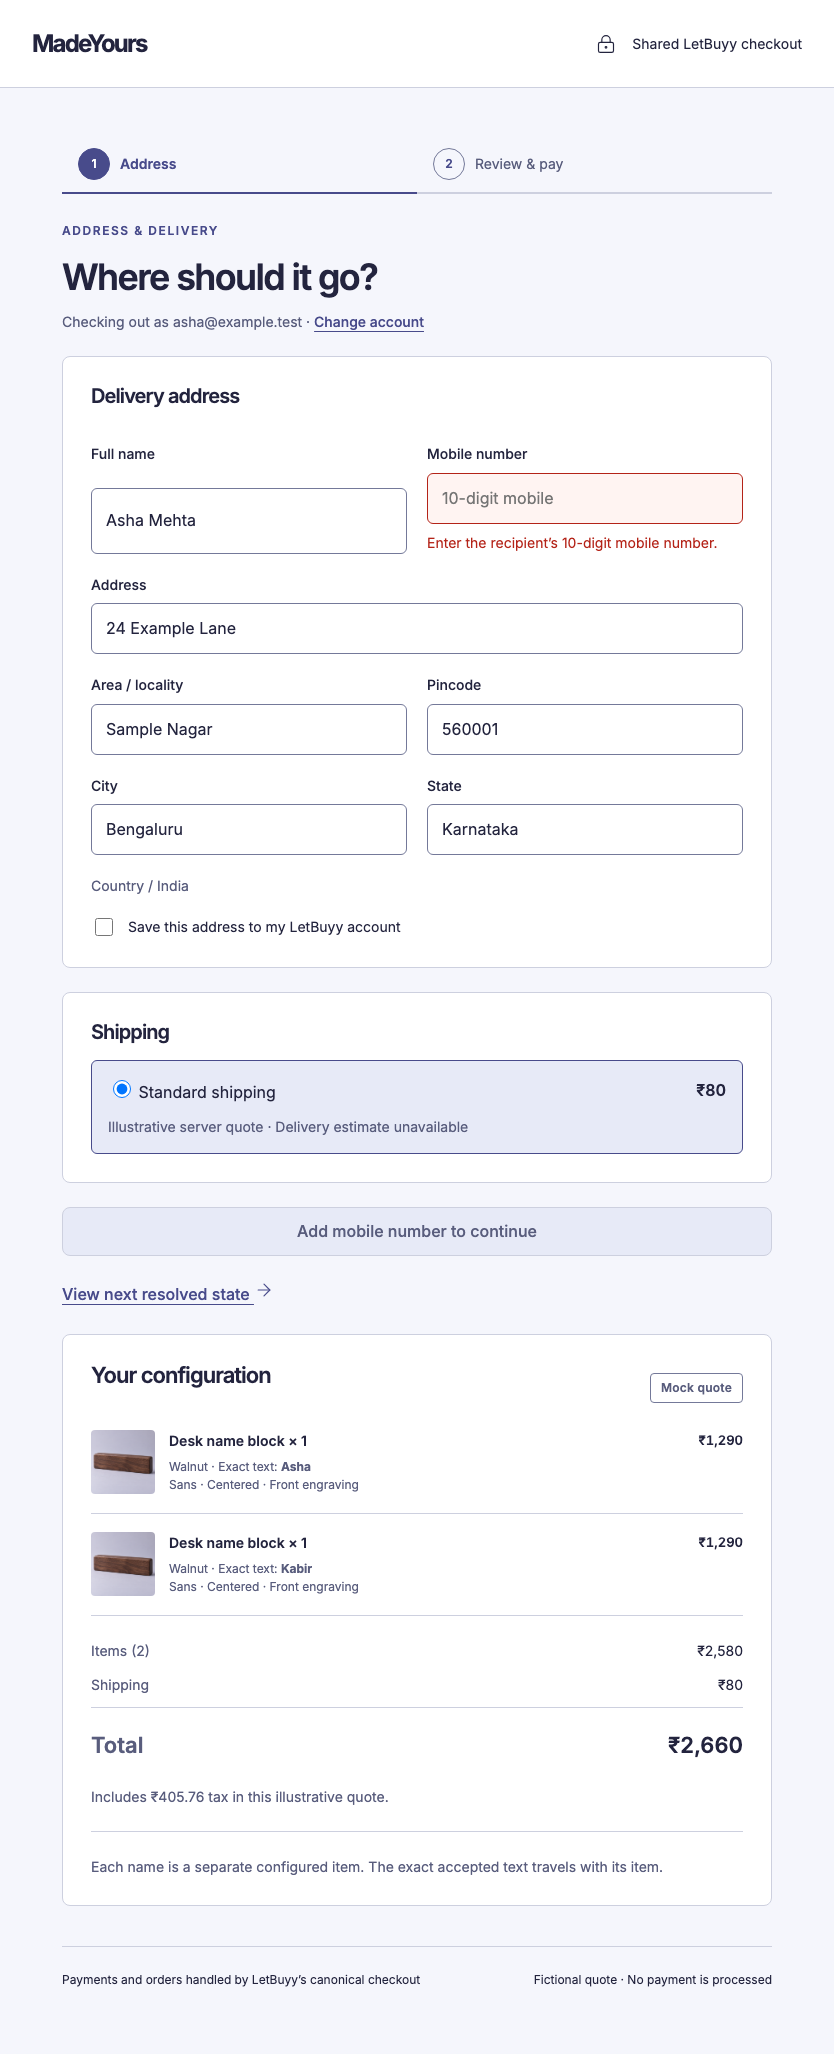 MadeYours
Shared LetBuyy checkout
1 Address
2 Review & pay
ADDRESS & DELIVERY
Where should it go?
Checking out as asha@example.test · Change account
Delivery address
Full name
Mobile number
Asha Mehta
10-digit mobile
Enter the recipient’s 10-digit mobile number.
Address
24 Example Lane
Area / locality
Pincode
Sample Nagar
560001
City
State
Bengaluru
Karnataka
Country / India
Save this address to my LetBuyy account
Shipping
Standard shipping
₹80
Illustrative server quote · Delivery estimate unavailable
Add mobile number to continue
View next resolved state →
Your configuration
Mock quote
Desk name block × 1
₹1,290
Walnut · Exact text: Asha
Sans · Centered · Front engraving
Desk name block × 1
₹1,290
Walnut · Exact text: Kabir
Sans · Centered · Front engraving
Items (2)
₹2,580
Shipping
₹80
Total
₹2,660
Includes ₹405.76 tax in this illustrative quote.
Each name is a separate configured item. The exact accepted text travels with its item.
Payments and orders handled by LetBuyy’s canonical checkout
Fictional quote · No payment is processed